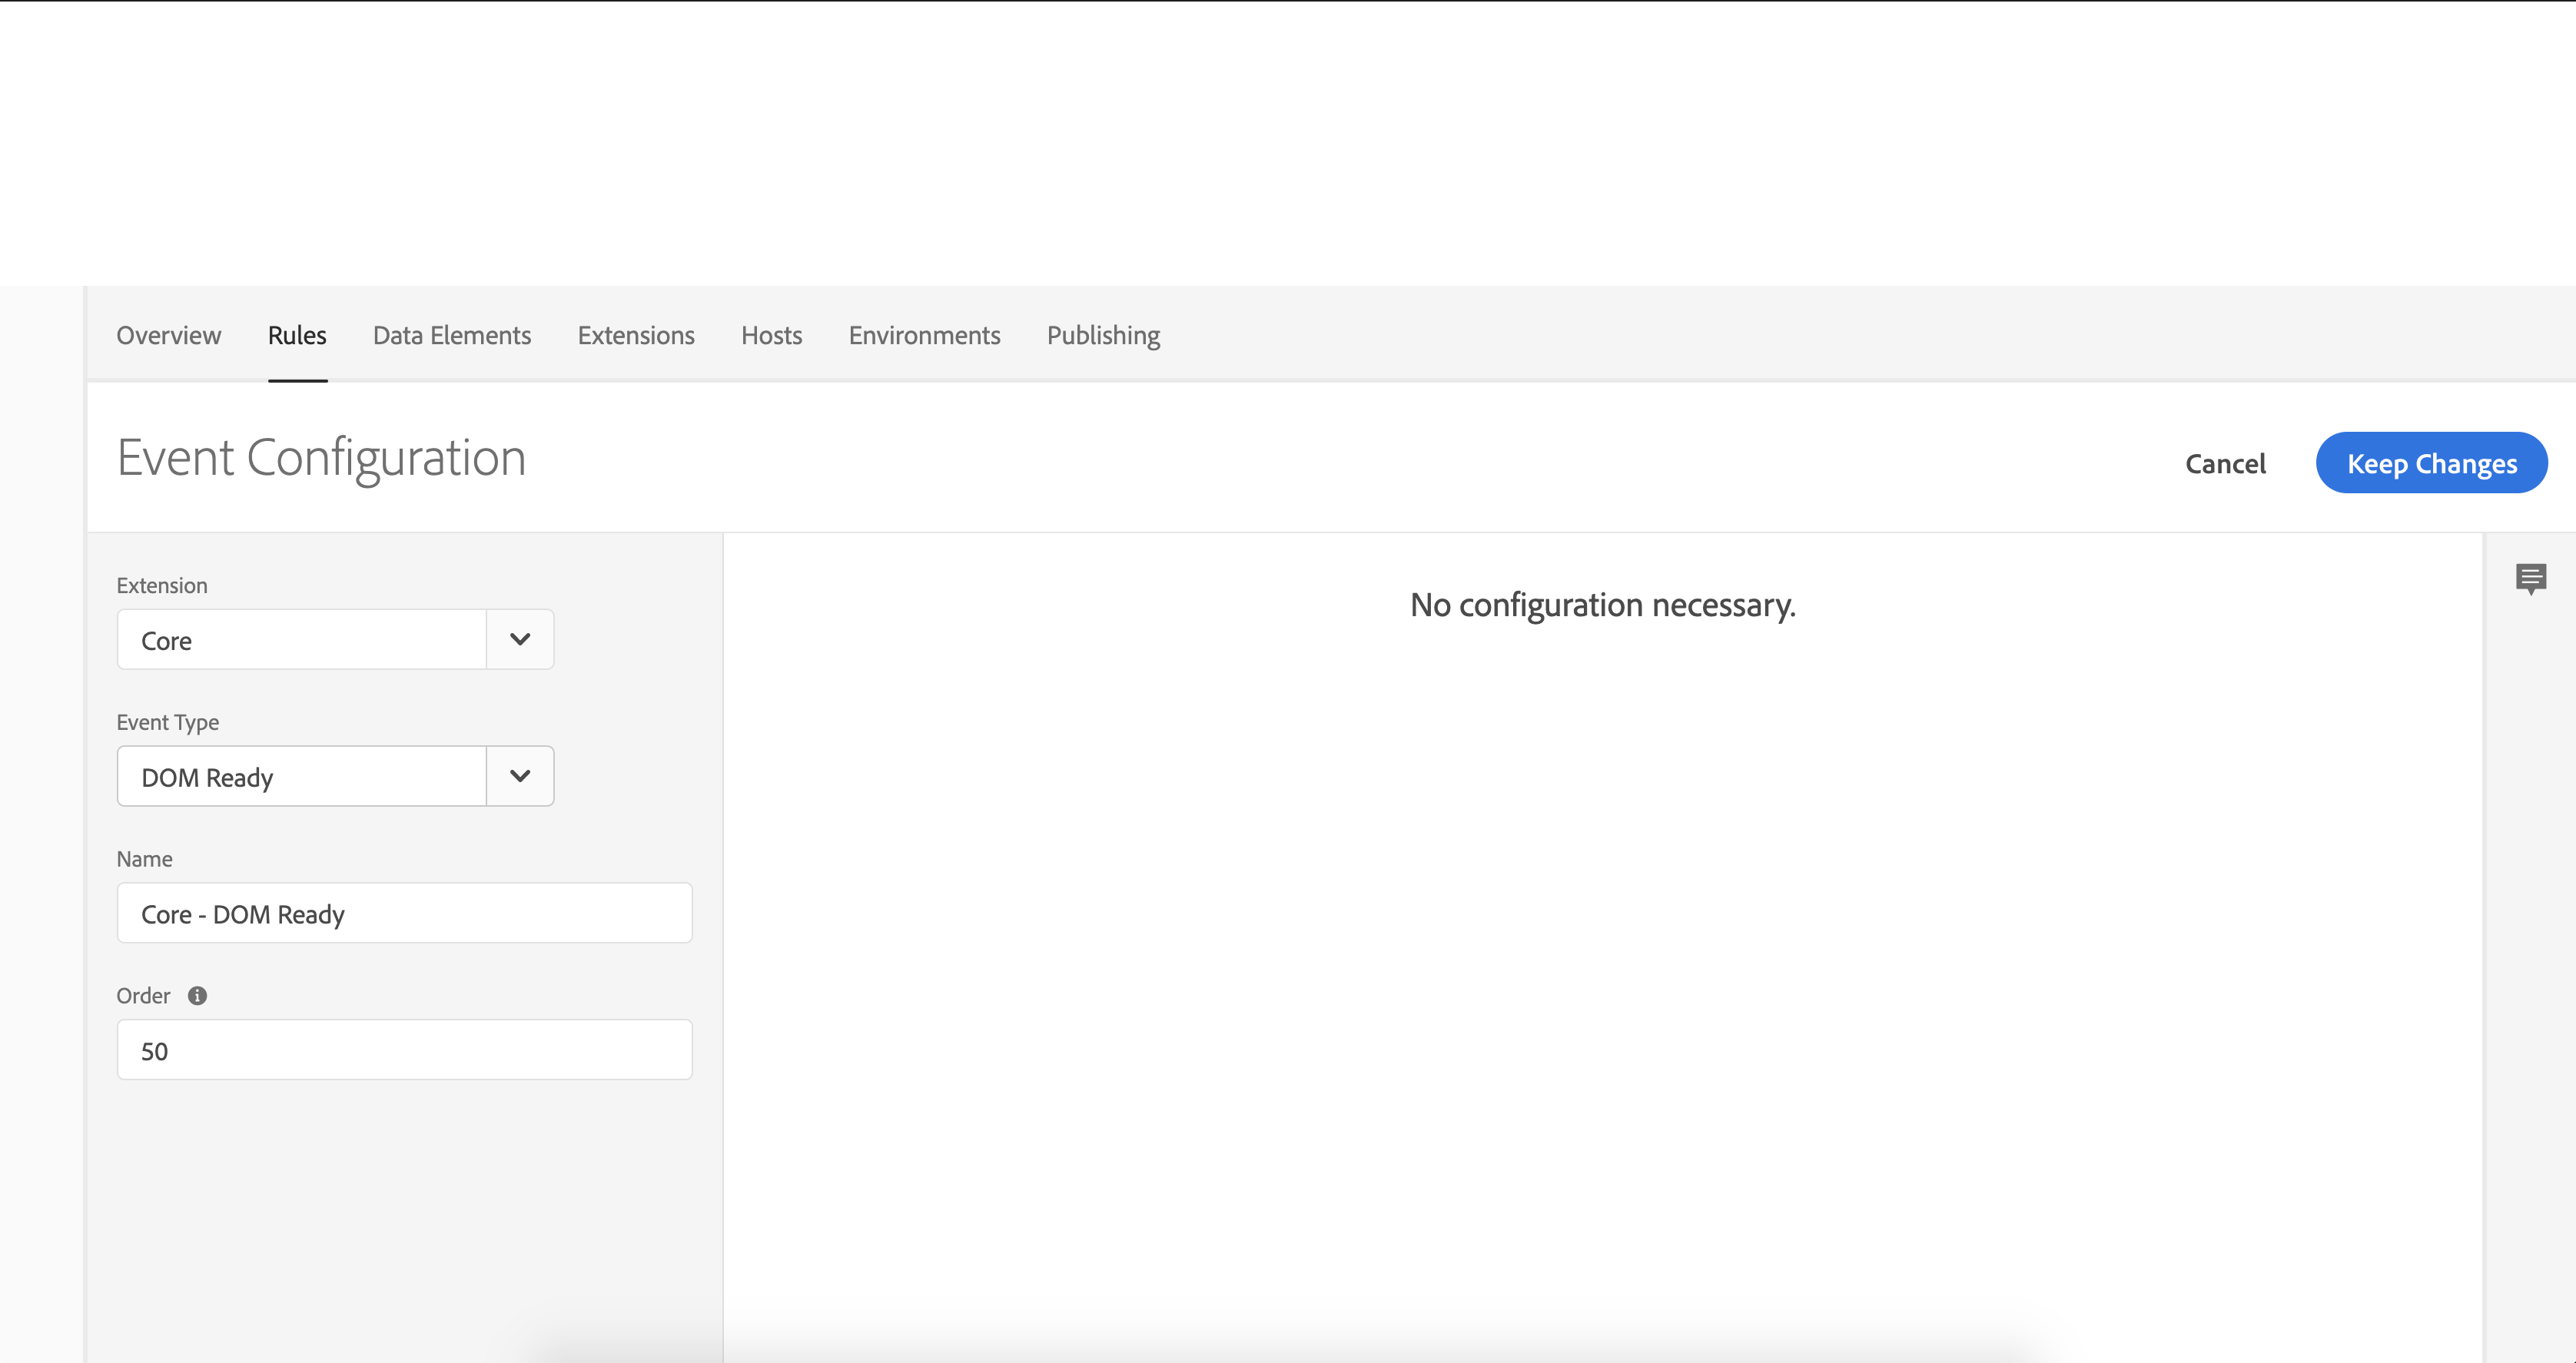 Overview Rules Data Elements Extensions Hosts Environments Publishing
Event Configuration
Cancel Keep Changes
Extension
Core
Event Type
DOM Ready
Name
Core - DOM Ready
Order
50
No configuration necessary.